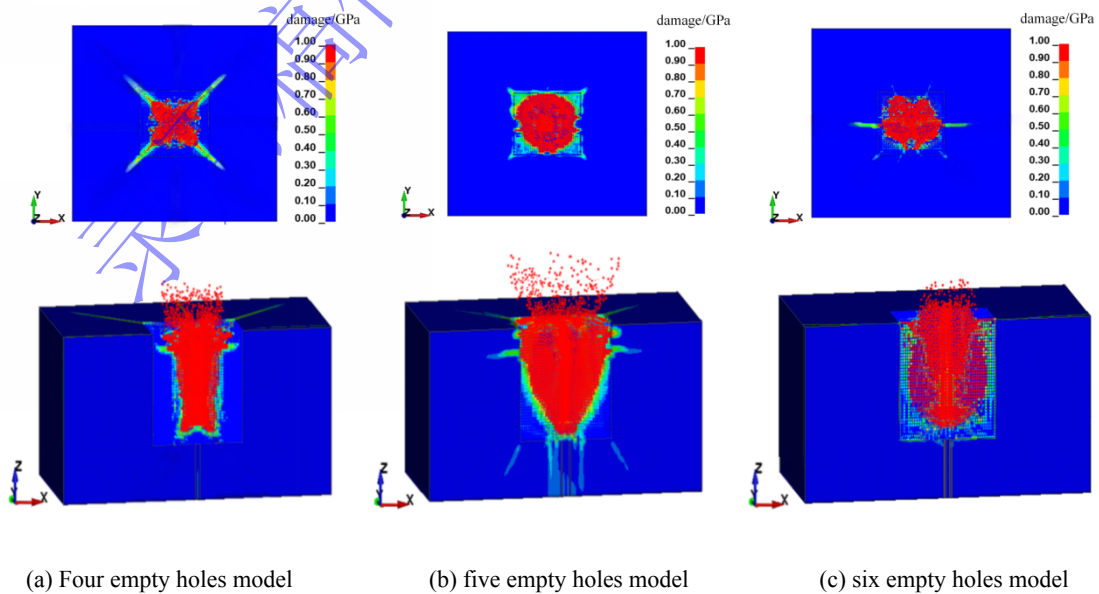 damage/GPa
1.00
0.90
0.80
0.70
0.60
0.50
0.40
0.30
0.20
0.10
0.00
Y
Z X
damage/GPa
1.00
0.90
0.80
0.70
0.60
0.50
0.40
0.30
0.20
0.10
0.00
Y
Z X
damage/GPa
1.00
0.90
0.80
0.70
0.60
0.50
0.40
0.30
0.20
0.10
0.00
Y
Z X
Z
Y X
Z
Y X
Z
Y X
(a) Four empty holes model
(b) five empty holes model
(c) six empty holes model